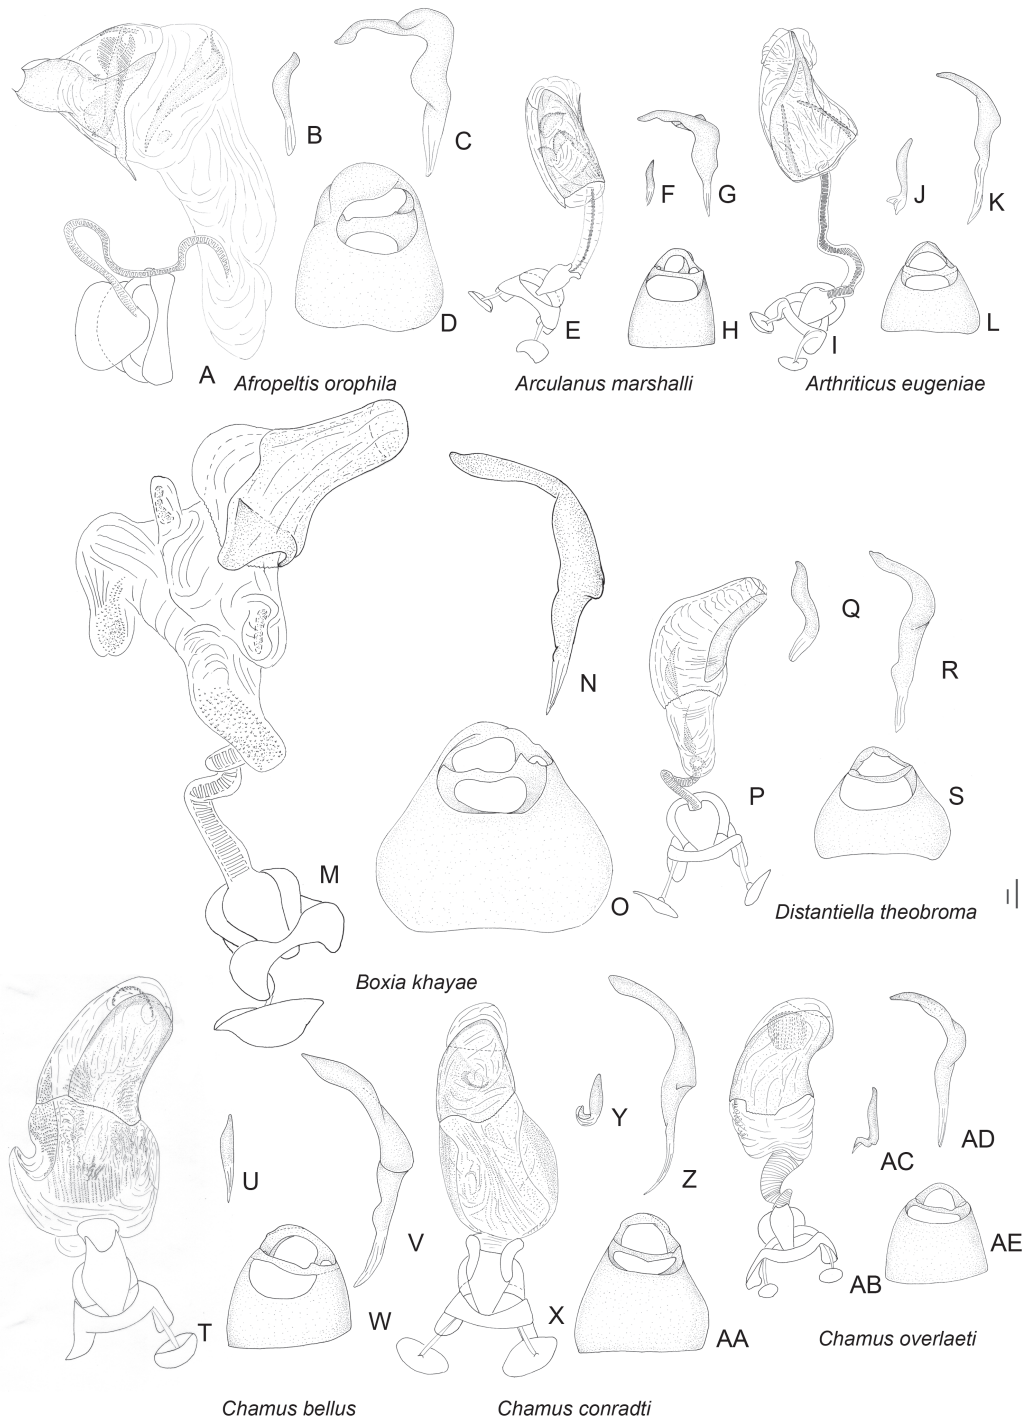 A
B
C
D
Afropeltis orophila
E
F
G
H
Arculanus marshalli
I
J
K
L
Arthriticus eugeniae
M
N
O
Boxia khayae
P
Q
R
S
Distantiella theobroma
T
U
V
W
Chamus bellus
X
Y
Z
AA
Chamus conradti
AB
AC
AD
AE
Chamus overlaeti